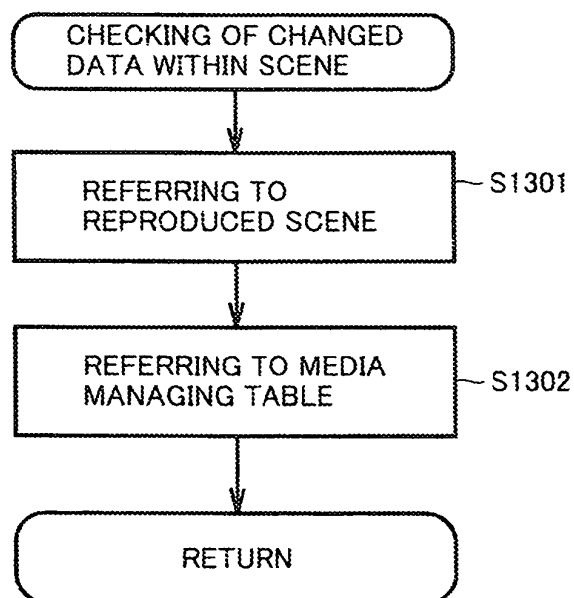 CHECKING OF CHANGED
DATA WITHIN SCENE
REFERRING TO
REPRODUCED SCENE
S1301
REFERRING TO MEDIA
MANAGING TABLE
S1302
RETURN